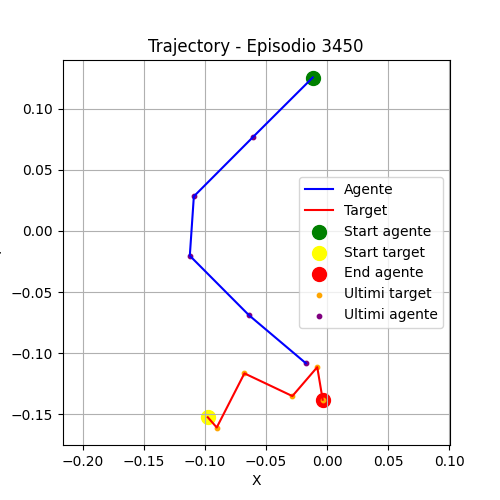 Trajectory - Episodio 3450
0.10
0.05
0.00
−0.05
−0.10
−0.15
Agente
Target
Start agente
Start target
End agente
Ultimi target
Ultimi agente
−0.20 −0.15 −0.10 −0.05 0.00 0.05 0.10
X